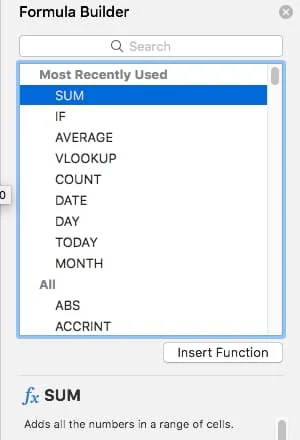 Formula Builder
Search
Most Recently Used
SUM
IF
AVERAGE
VLOOKUP
COUNT
DATE
DAY
TODAY
MONTH
All
ABS
ACCRINT
0
Insert Function
fx SUM
Adds all the numbers in a range of cells.